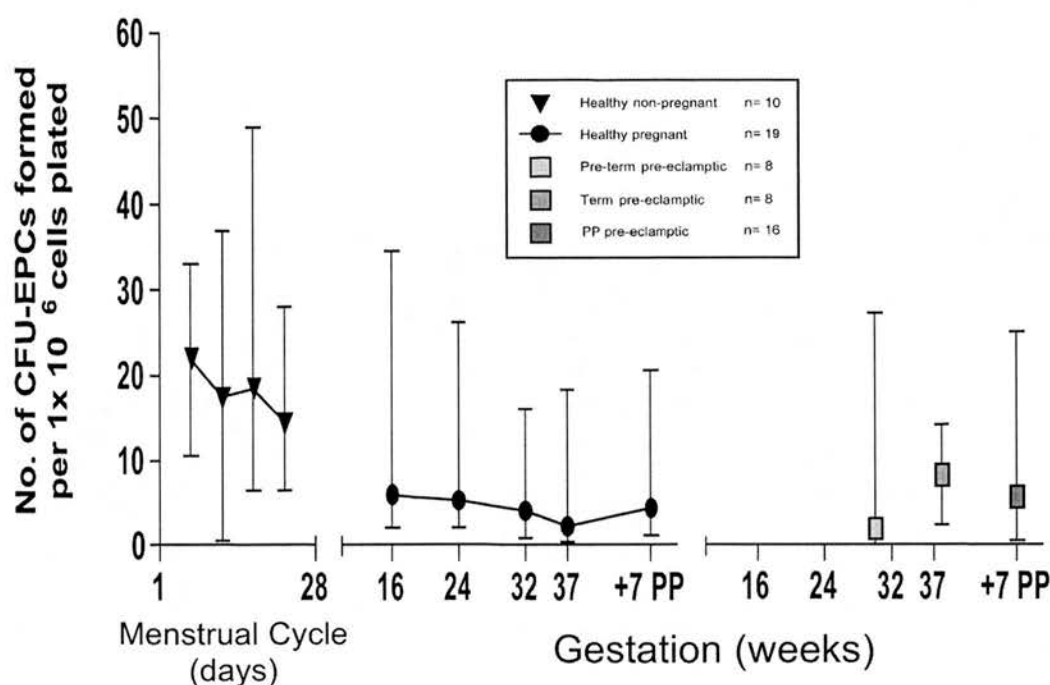 No. of CFU-EPCs formed
per 1x 10 6 cells plated
60
50
40
30
20
10
0
Healthy non-pregnant n= 10
Healthy pregnant n= 19
Pre-term pre-eclamptic n= 8
Term pre-eclamptic n= 8
PP pre-eclamptic n= 16
1 28 16 24 32 37 +7 PP 16 24 32 37 +7 PP
Menstrual Cycle
(days)
Gestation (weeks)